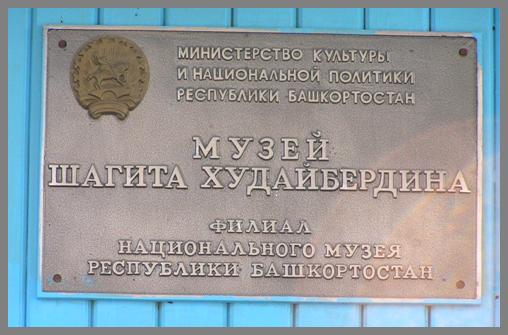 МИНИСТЕРСТВО КУЛЬТУРЫ
И НАЦИОНАЛЬНОЙ ПОЛИТИКИ
РЕСПУБЛИКИ БАШКОРТОСТАН
МУЗЕЙ
ШАГИТА ХУДАЙБЕРДИНА
ФИЛИАЛ
НАЦИОНАЛЬНОГО МУЗЕЯ
РЕСПУБЛИКИ БАШКОРТОСТАН